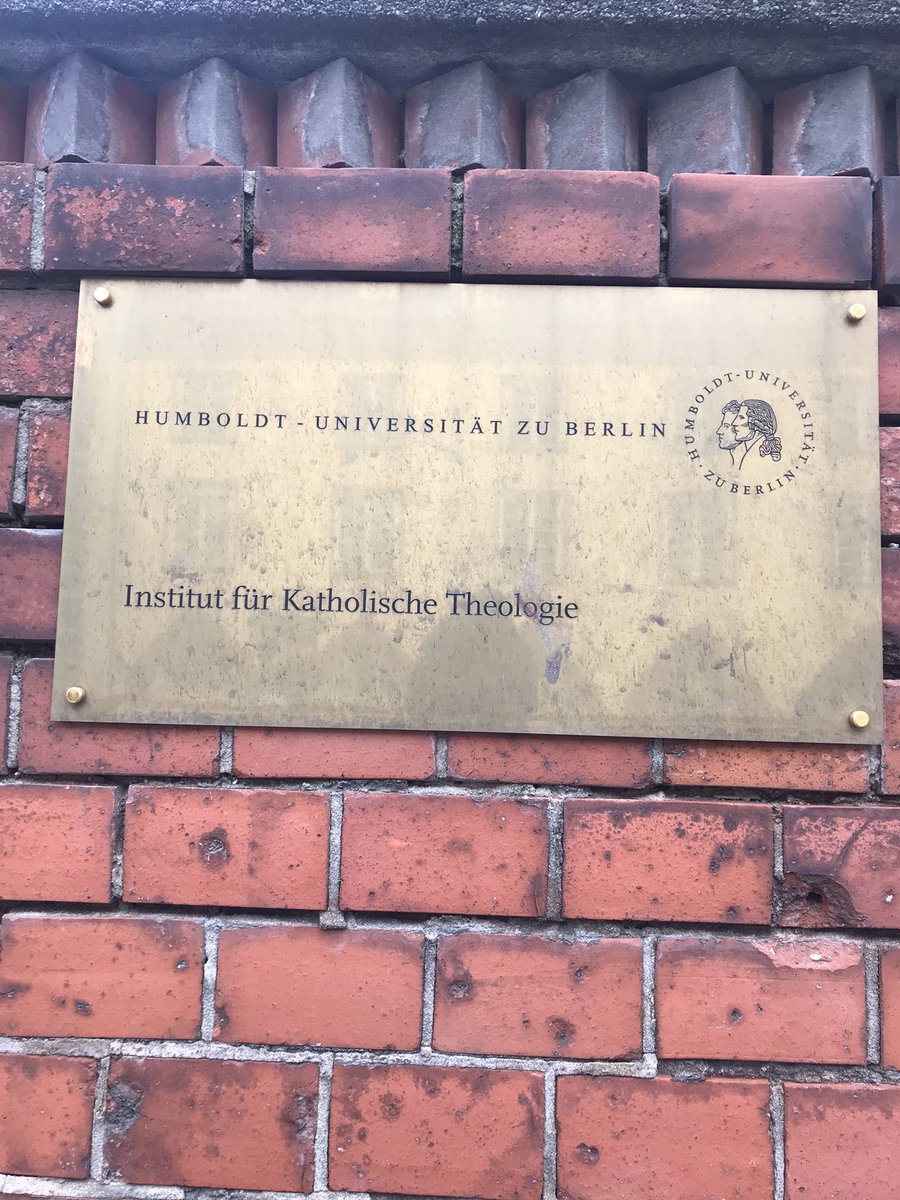 HUMBOLDT - UNIVERSITÄT ZU BERLIN
HUMBOLDT-UNIVERSITÄT · ZU BERLIN ·
Institut für Katholische Theologie